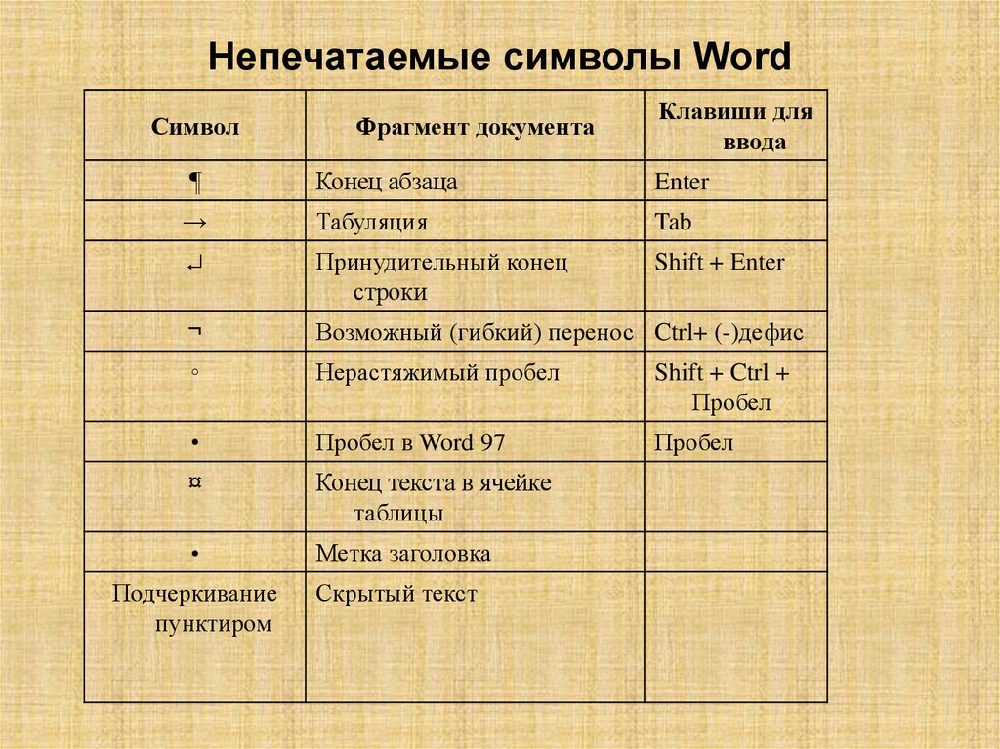 Непечатаемые символы Word
Символ
Фрагмент документа
Клавиши для
ввода
¶
Конец абзаца
Enter
→
Табуляция
Tab
↵
Принудительный конец
строки
Shift + Enter
¬
Возможный (гибкий) перенос
Ctrl+ (-)дефис
◦
Нерастяжимый пробел
Shift + Ctrl +
Пробел
•
Пробел в Word 97
Пробел
¤
Конец текста в ячейке
таблицы
•
Метка заголовка
Подчеркивание
пунктиром
Скрытый текст